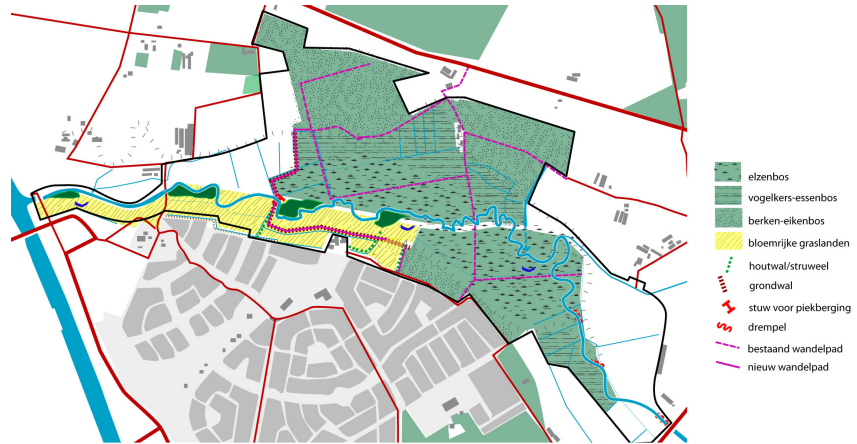 elzenbos
vogelkers-essenbos
berken-eikenbos
bloemrijke graslanden
houtwal/struweel
grondwal
stuw voor piekberging
drempel
bestaand wandelpad
nieuw wandelpad